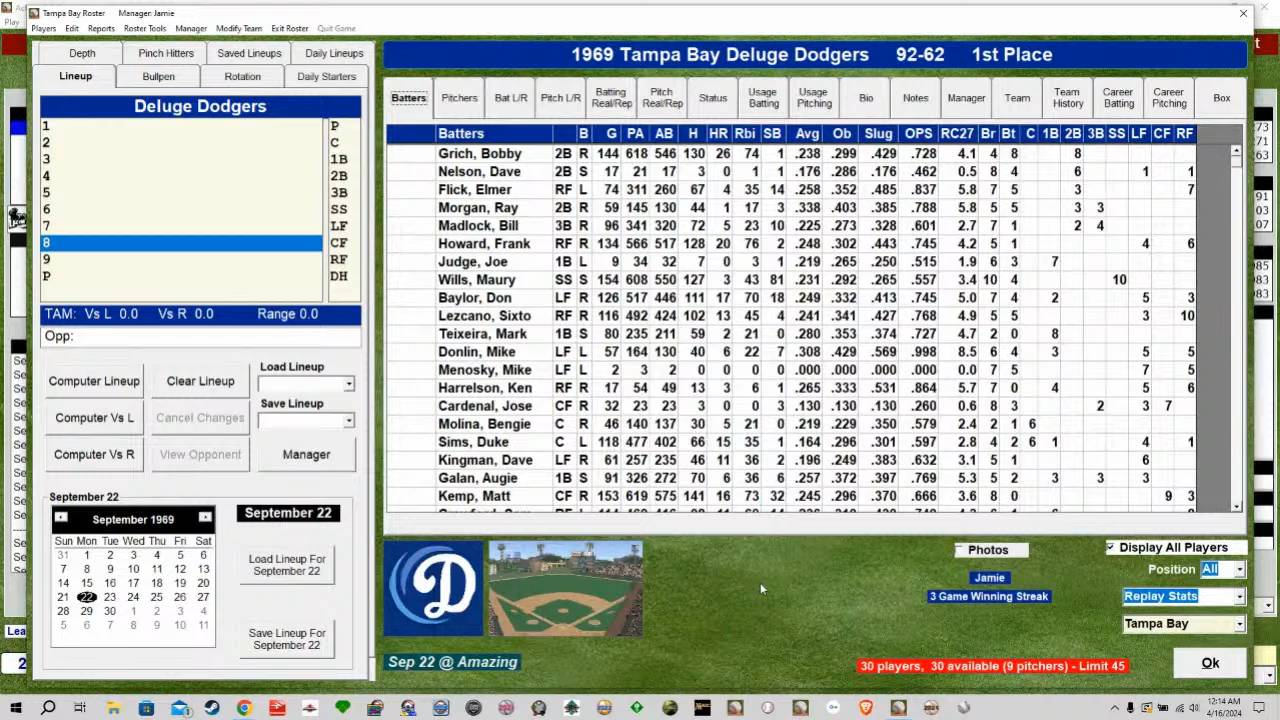 Tampa Bay Roster Manager: Jamie
Players Edit Reports Roster Tools Manager Modify Team Exit Roster Quit Game
Depth Pinch Hitters Saved Lineups Daily Lineups
Lineup Bullpen Rotation Daily Starters
Deluge Dodgers
1 P
2 C
3 1B
4 2B
5 3B
6 SS
7 LF
8 CF
9 RF
P DH
TAM: Vs L 0.0 Vs R 0.0 Range 0.0
Opp:
Computer Lineup Clear Lineup Load Lineup
Computer Vs L Cancel Changes Save Lineup
Computer Vs R View Opponent Manager
September 22
September 1969
Sun Mon Tue Wed Thu Fri Sat
31 1 2 3 4 5 6
7 8 9 10 11 12 13
14 15 16 17 18 19 20
21 22 23 24 25 26 27
28 29 30 1 2 3 4
5 6 7 8 9 10 11
September 22
Load Lineup For
September 22
Save Lineup For
September 22
1969 Tampa Bay Deluge Dodgers 92-62 1st Place
Batters Pitchers Bat L/R Pitch L/R Batting Real/Rep Pitch Real/Rep Status Usage Batting Usage Pitching Bio Notes Manager Team Team History Career Batting Career Pitching Box
Batters B G PA AB H HR Rbi SB Avg Ob Slug OPS RC27 Br Bt C 1B 2B 3B SS LF CF RF
Grich, Bobby 2B R 144 618 546 130 26 74 1 .238 .299 .429 .728 4.1 4 8 8
Nelson, Dave 2B S 17 21 17 3 0 0 1 .176 .286 .176 .462 0.5 8 4 6 1 1
Flick, Elmer RF L 74 311 260 67 4 35 14 .258 .352 .485 .837 5.8 7 5 3 7
Morgan, Ray 2B R 59 145 130 44 1 17 3 .338 .403 .385 .788 5.8 5 5 3 3
Madlock, Bill 3B R 96 341 320 72 5 23 10 .225 .273 .328 .601 2.7 7 1 2 4
Howard, Frank RF R 134 566 517 128 20 76 2 .248 .302 .443 .745 4.2 5 1 4 6
Judge, Joe 1B L 9 34 32 7 0 3 1 .219 .265 .250 .515 1.9 6 3 7
Wills, Maury SS S 154 608 550 127 3 43 81 .231 .292 .265 .557 3.4 10 4 10
Baylor, Don LF R 126 517 446 111 17 70 18 .249 .332 .413 .745 5.0 7 4 2 5 3
Lezcano, Sixto RF R 116 492 424 102 13 45 4 .241 .341 .427 .768 4.9 5 5 3 10
Teixeira, Mark 1B S 80 235 211 59 2 21 0 .280 .353 .374 .727 4.7 2 0 8
Donlin, Mike LF L 57 164 130 40 6 22 7 .308 .429 .569 .998 8.5 6 4 3 5 5
Menosky, Mike LF L 2 3 2 0 0 0 0 .000 .000 .000 .000 0.0 7 5 7 5
Harrelson, Ken RF R 17 54 49 13 3 6 1 .265 .333 .531 .864 5.7 7 0 4 5 6
Cardenal, Jose CF R 32 23 23 3 0 0 3 .130 .130 .130 .260 0.6 8 3 2 3 7
Molina, Bengie C R 46 140 137 30 5 21 0 .219 .229 .350 .579 2.4 2 1 6
Sims, Duke C L 118 477 402 66 15 35 1 .164 .296 .301 .597 2.8 4 2 6 1 4 1
Kingman, Dave LF R 61 257 235 46 11 36 2 .196 .249 .383 .632 3.1 5 1 6
Galan, Augie 1B S 91 326 272 70 6 36 6 .257 .372 .397 .769 5.3 5 2 3 3 3
Kemp, Matt CF R 153 619 575 141 16 73 32 .245 .296 .370 .666 3.6 8 0 9 3
D
Sep 22 @ Amazing
Photos
Jamie
3 Game Winning Streak
Display All Players
Position All
Replay Stats
Tampa Bay
30 players, 30 available (9 pitchers) - Limit 45
Ok
12:14 AM
4/16/2024